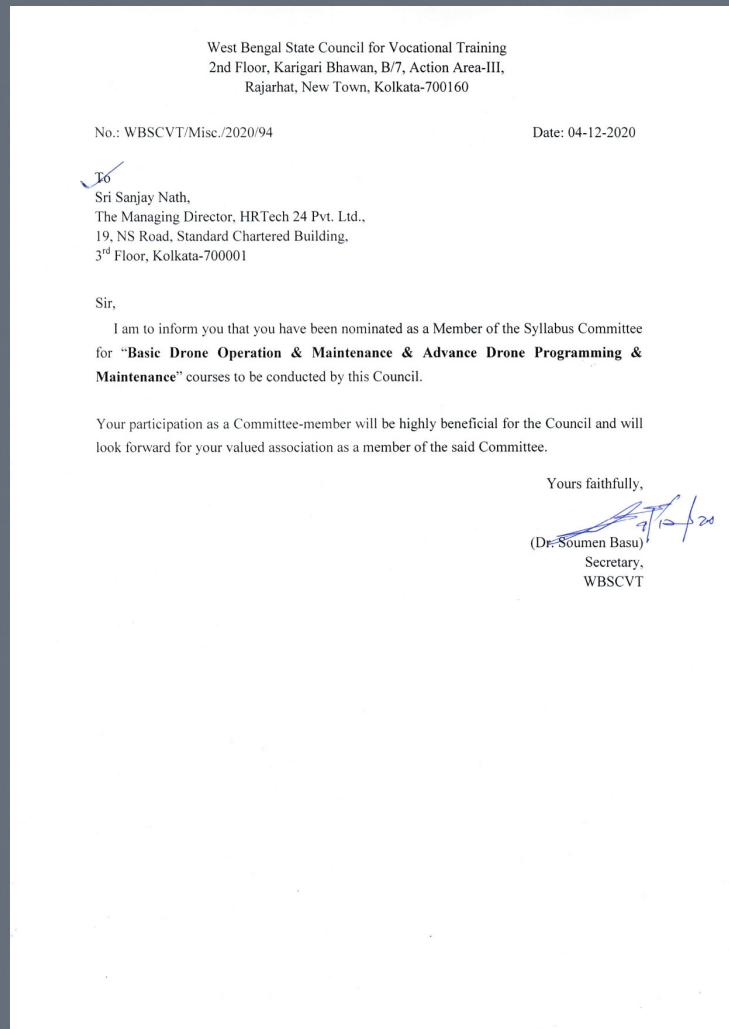 West Bengal State Council for Vocational Training
2nd Floor, Karigari Bhawan, B/7, Action Area-III,
Rajarhat, New Town, Kolkata-700160
No.: WBSCVT/Misc./2020/94 Date: 04-12-2020
To
Sri Sanjay Nath,
The Managing Director, HRTech 24 Pvt. Ltd.,
19, NS Road, Standard Chartered Building,
3rd Floor, Kolkata-700001
Sir,
I am to inform you that you have been nominated as a Member of the Syllabus Committee
for “Basic Drone Operation & Maintenance & Advance Drone Programming &
Maintenance” courses to be conducted by this Council.
Your participation as a Committee-member will be highly beneficial for the Council and will
look forward for your valued association as a member of the said Committee.
Yours faithfully,
(Dr. Soumen Basu)
Secretary,
WBSCVT